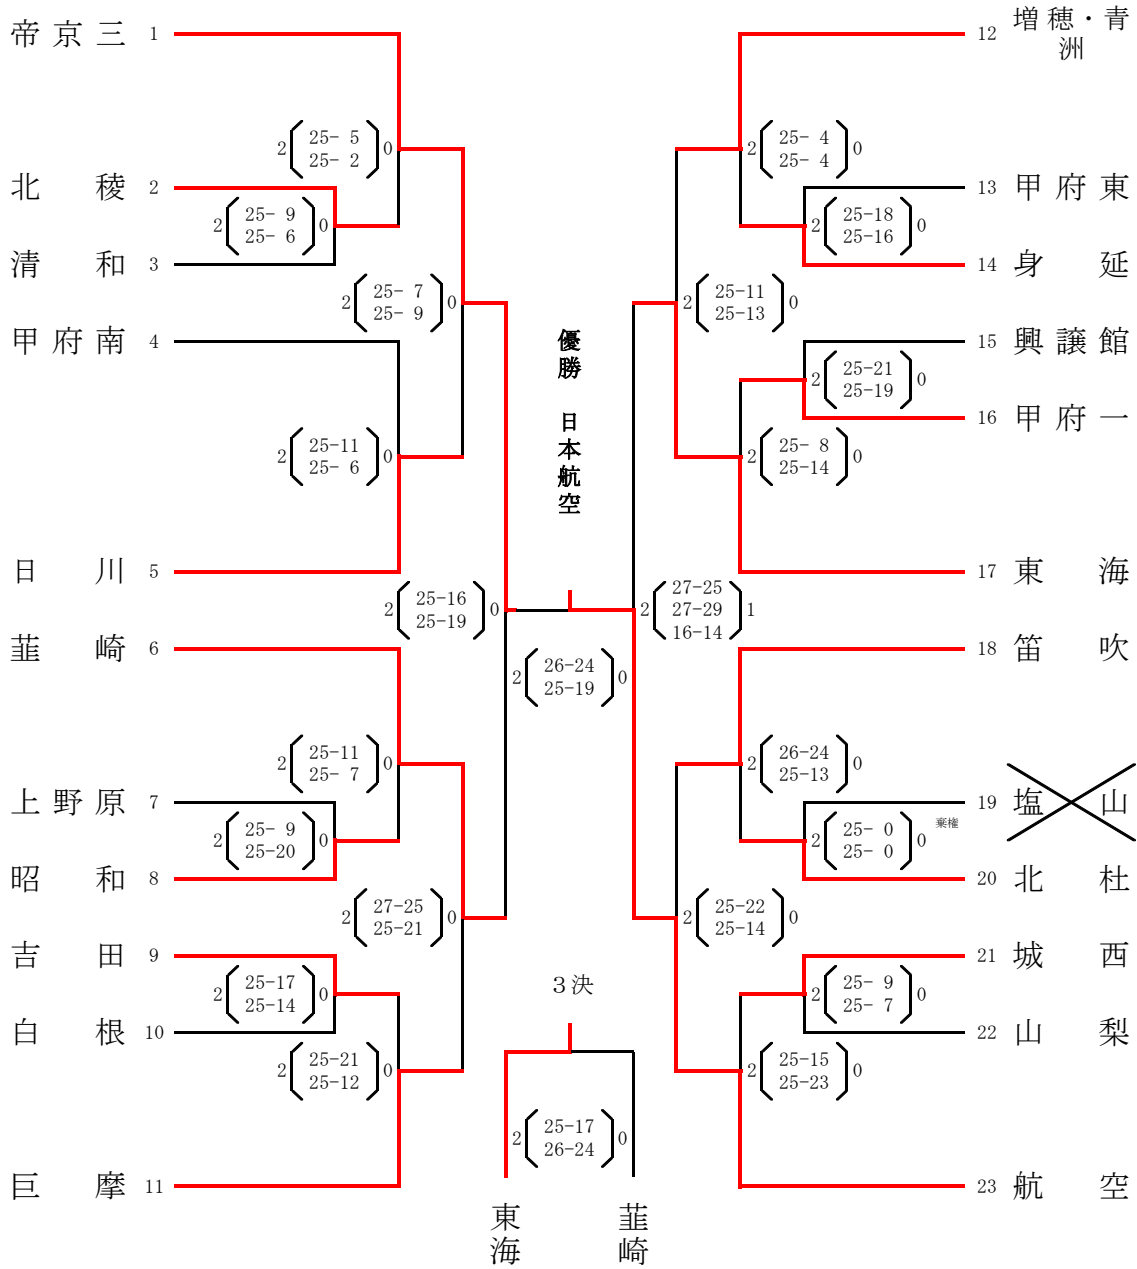 帝京三 1
25- 5
25- 2
2 0
北稜 2
25- 9
25- 6
2 0
清和 3
25- 7
25- 9
2 0
甲府南 4
25-11
25- 6
2 0
日川 5
25-16
25-19
2 0
韮崎 6
25-11
25- 7
2 0
上野原 7
25- 9
25-20
2 0
昭和 8
27-25
25-21
2 0
吉田 9
25-17
25-14
2 0
白根 10
25-21
25-12
2 0
巨摩 11
優勝 日本航空
26-24
25-19
2 0
3決
25-17
26-24
2 0
東海
韮崎
12 増穂・青
洲
25- 4
25- 4
2 0
13 甲府東
25-18
25-16
2 0
14 身延
25-11
25-13
2 0
15 興譲館
25-21
25-19
2 0
16 甲府一
25- 8
25-14
2 0
17 東海
27-25
27-29
16-14
2 1
18 笛吹
26-24
25-13
2 0
19 塩山
棄権
25- 0
25- 0
2 0
20 北杜
25-22
25-14
2 0
21 城西
25- 9
25- 7
2 0
22 山梨
25-15
25-23
2 0
23 航空